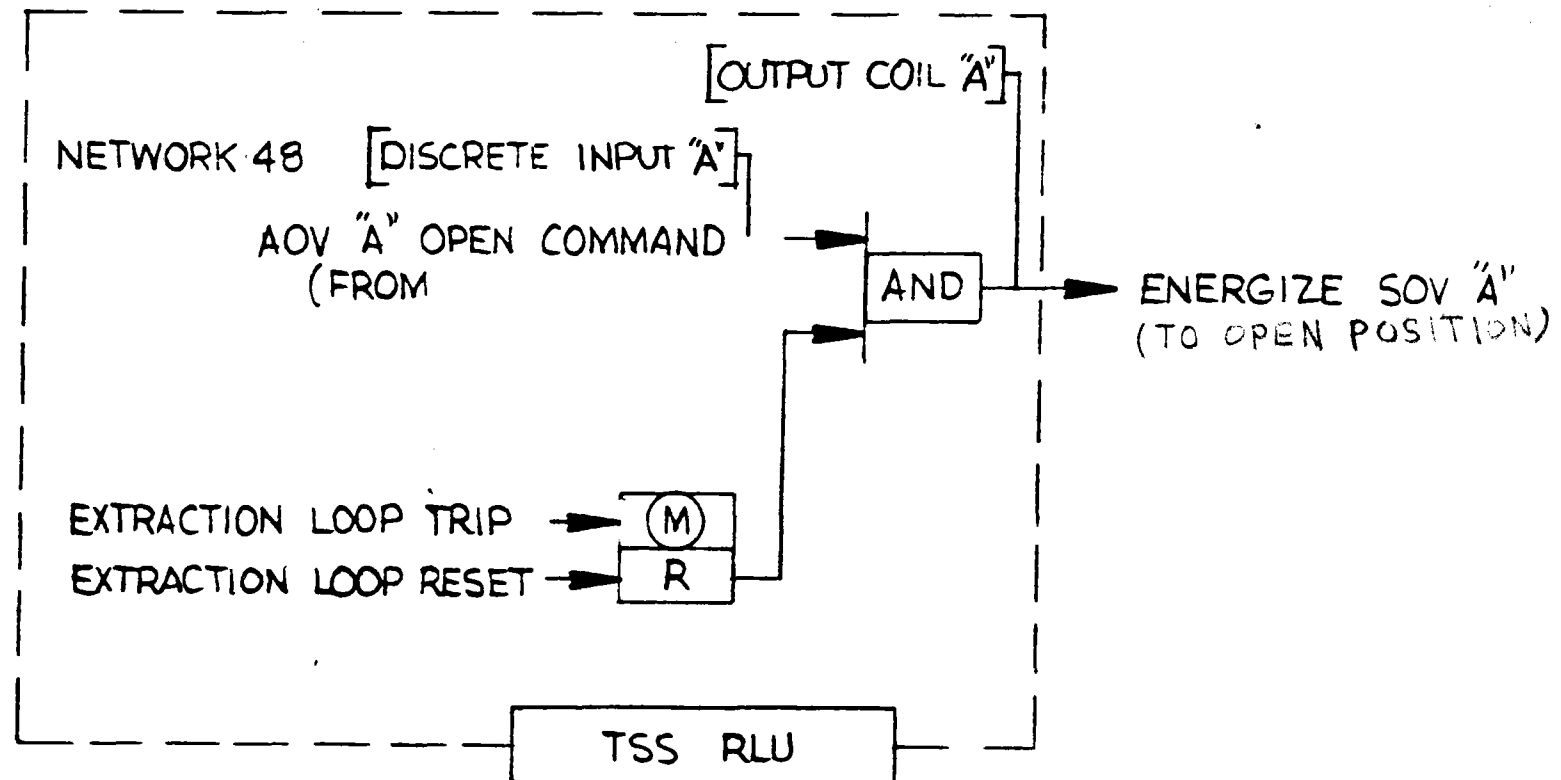 [OUTPUT COIL "A"]
NETWORK 48 [DISCRETE INPUT "A"]
AOV "A" OPEN COMMAND
(FROM
AND
ENERGIZE SOV "A"
(TO OPEN POSITION)
EXTRACTION LOOP TRIP
M
EXTRACTION LOOP RESET
R
TSS RLU